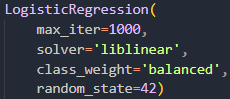 LogisticRegression(
    max_iter=1000,
    solver='liblinear',
    class_weight='balanced',
    random_state=42)